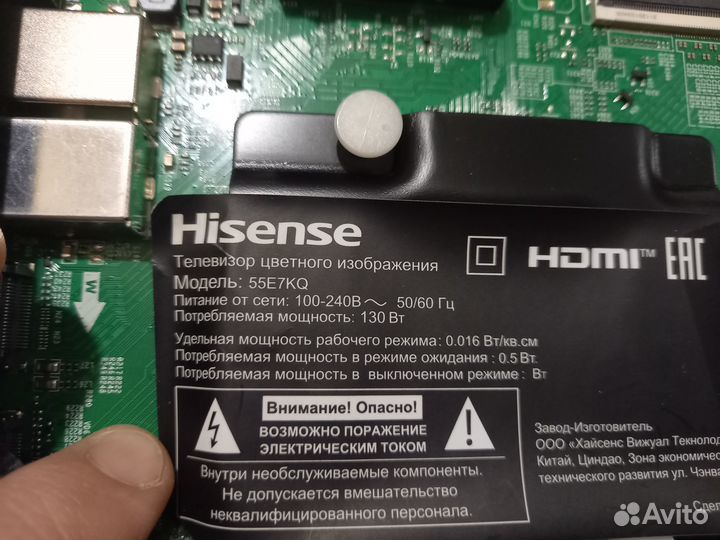 Hisense
Телевизор цветного изображения
Модель: 55E7KQ
Питание от сети: 100-240В ~ 50/60 Гц
Потребляемая мощность: 130 Вт
HDMI™
EAC
Удельная мощность рабочего режима: 0.016 Вт/кв.см
Потребляемая мощность в режиме ожидания : 0.5 Вт.
Потребляемая мощность в выключенном режиме : Вт
Внимание! Опасно!
ВОЗМОЖНО ПОРАЖЕНИЕ
ЭЛЕКТРИЧЕСКИМ ТОКОМ
Внутри необслуживаемые компоненты.
Не допускается вмешательство
неквалифицированного персонала.
Завод-Изготовитель
ООО «Хайсенс Вижуал Технолод
Китай, Циндао, Зона экономичес
технического развития ул. Чэнва
Сдел
W
Avito